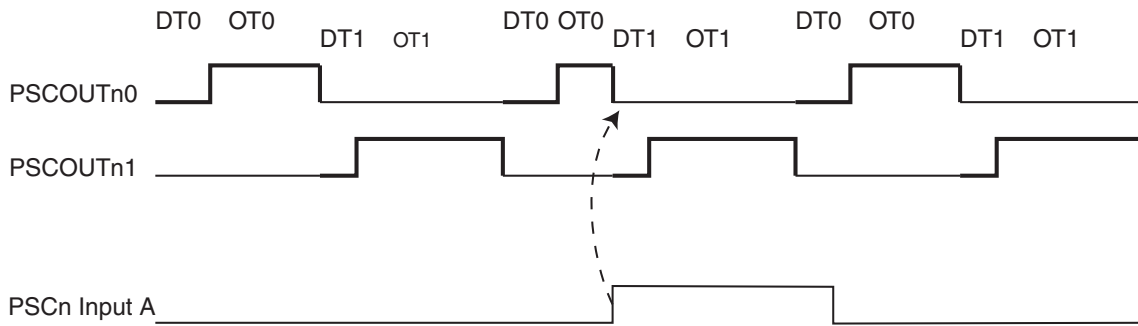 DT0 OT0 DT0 OT0 DT0 OT0
DT1 OT1 DT1 OT1 DT1 OT1
PSCOUTn0
PSCOUTn1
PSCn Input A